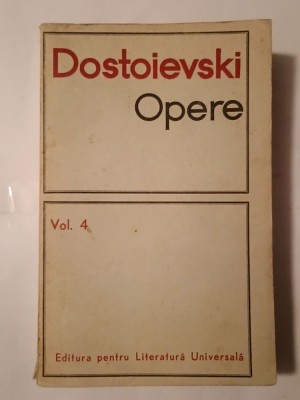 Dostoievski
Opere
Vol. 4
Editura pentru Literatură Universală